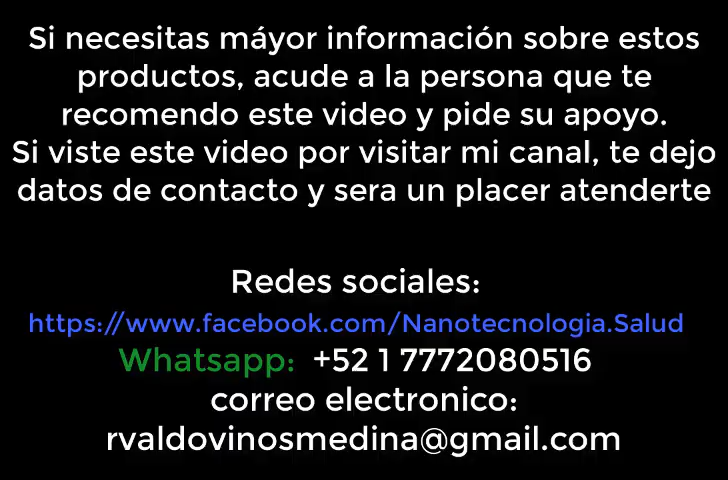 Si necesitas máyor información sobre estos
productos, acude a la persona que te
recomendo este video y pide su apoyo.
Si viste este video por visitar mi canal, te dejo
datos de contacto y sera un placer atenderte
Redes sociales:
https://www.facebook.com/Nanotecnologia.Salud
Whatsapp: +52 1 7772080516
correo electronico:
rvaldovinosmedina@gmail.com